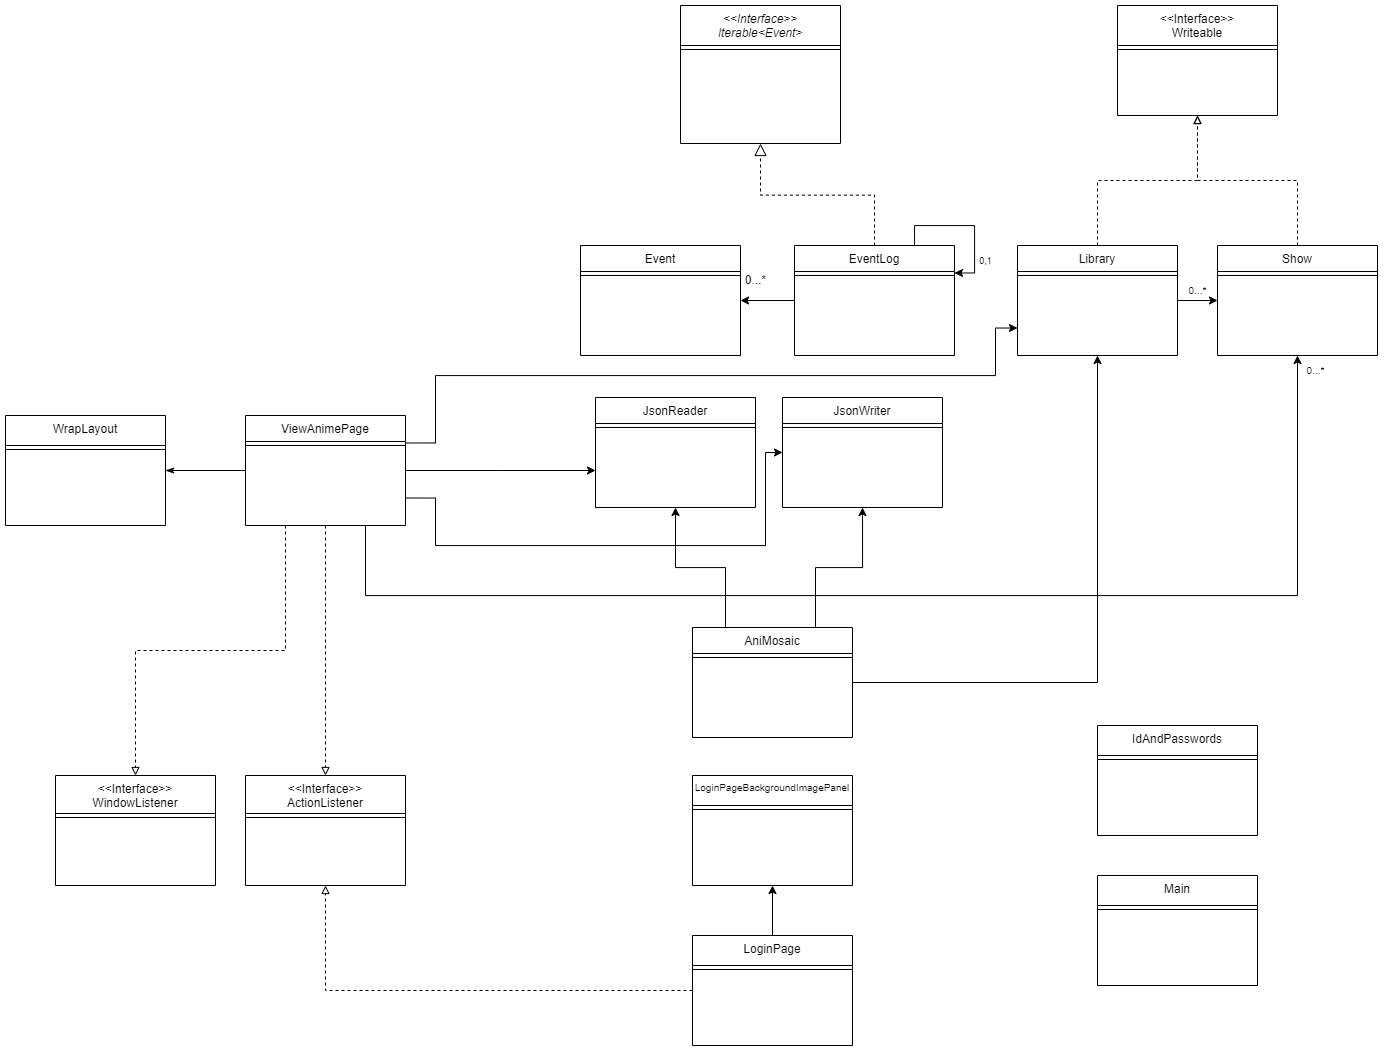 <<Interface>>
Iterable<Event>
<<Interface>>
Writeable
Event
EventLog
0,1
Library
Show
0...*
0...*
0...*
WrapLayout
ViewAnimePage
JsonReader
JsonWriter
AniMosaic
IdAndPasswords
<<Interface>>
WindowListener
<<Interface>>
ActionListener
LoginPageBackgroundImagePanel
Main
LoginPage